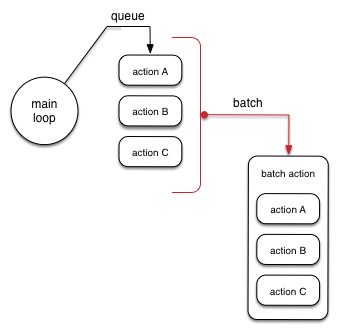 queue
main
loop
action A
action B
action C
batch
batch action
action A
action B
action C